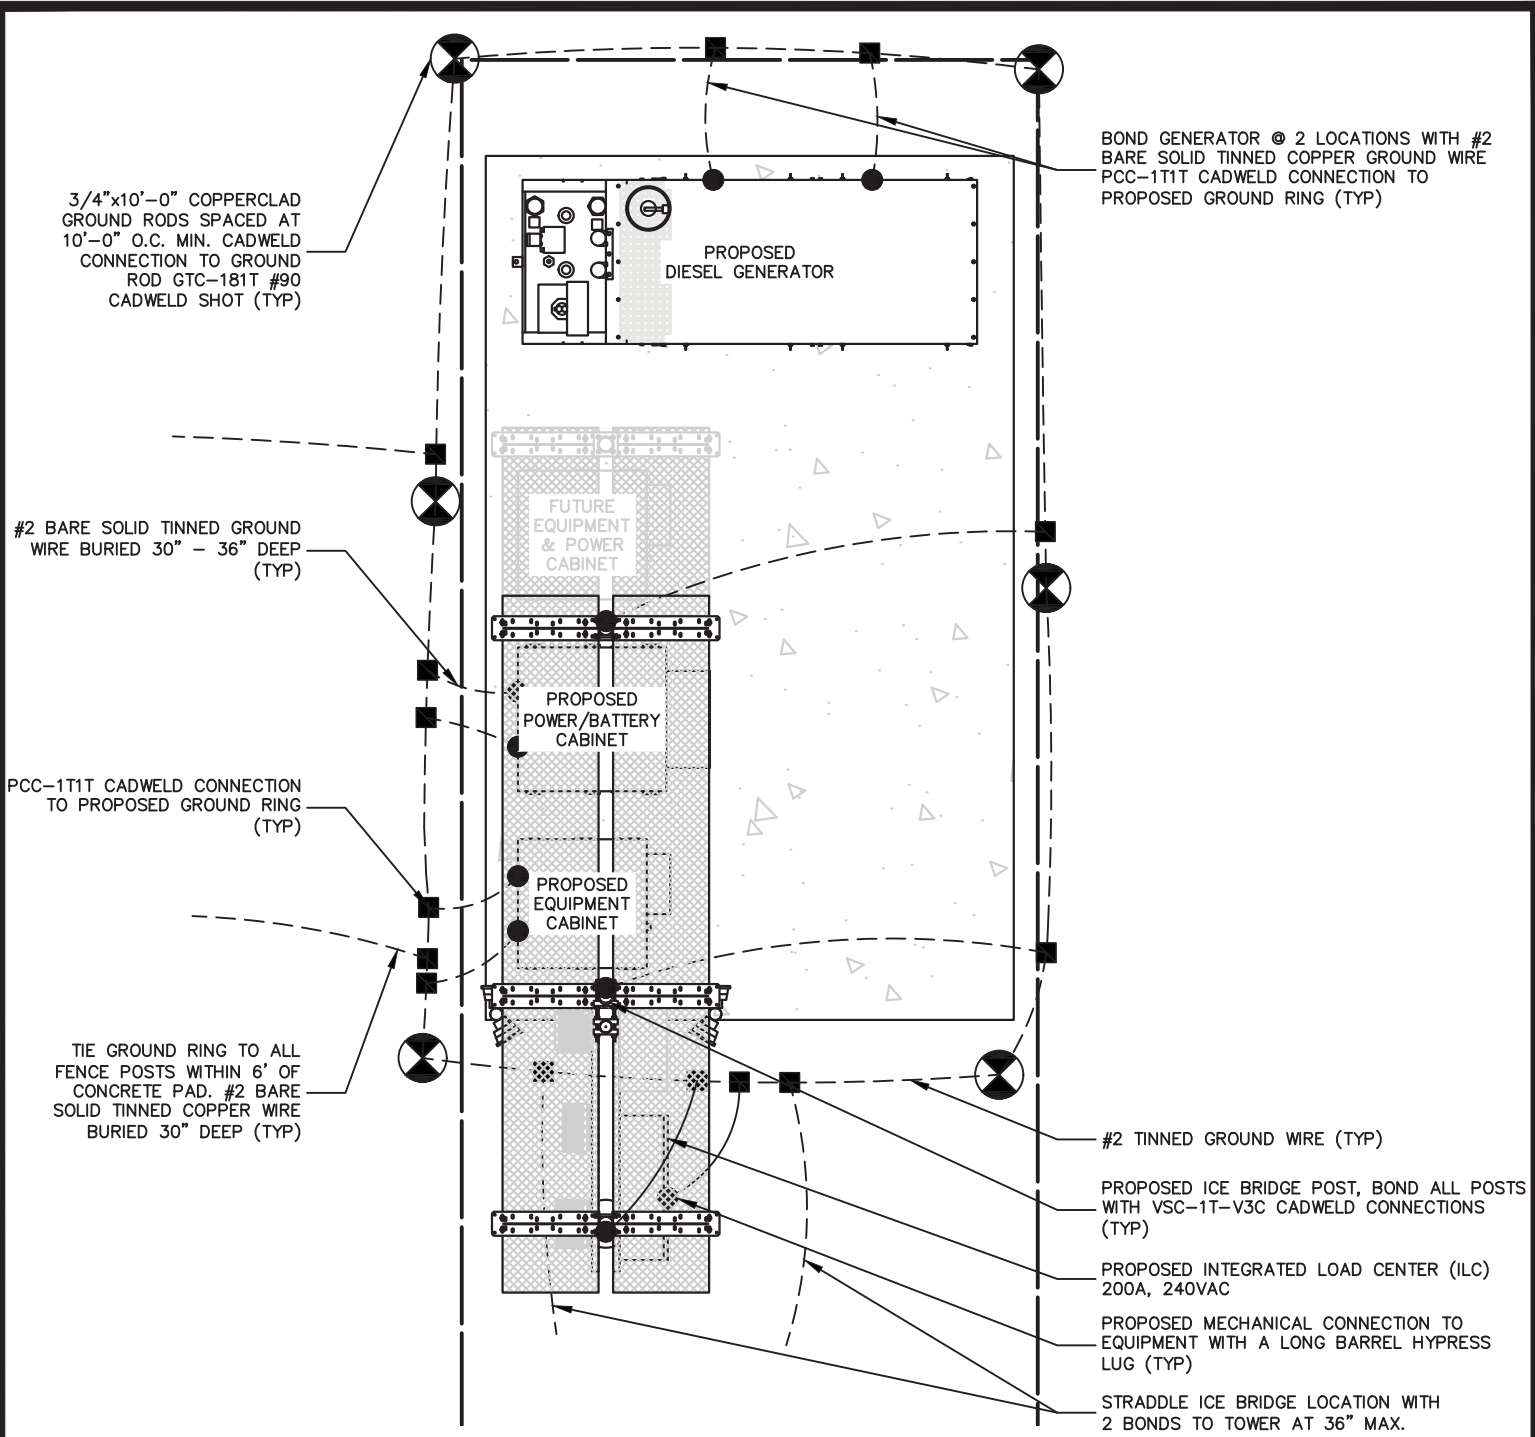 3/4"x10'-0" COPPERCLAD
GROUND RODS SPACED AT
10'-0" O.C. MIN. CADWELD
CONNECTION TO GROUND
ROD GTC-181T #90
CADWELD SHOT (TYP)
BOND GENERATOR @ 2 LOCATIONS WITH #2
BARE SOLID TINNED COPPER GROUND WIRE
PCC-1T1T CADWELD CONNECTION TO
PROPOSED GROUND RING (TYP)
PROPOSED
DIESEL GENERATOR
#2 BARE SOLID TINNED GROUND
WIRE BURIED 30" - 36" DEEP
(TYP)
FUTURE
EQUIPMENT
& POWER
CABINET
PROPOSED
POWER/BATTERY
CABINET
PCC-1T1T CADWELD CONNECTION
TO PROPOSED GROUND RING
(TYP)
PROPOSED
EQUIPMENT
CABINET
TIE GROUND RING TO ALL
FENCE POSTS WITHIN 6' OF
CONCRETE PAD. #2 BARE
SOLID TINNED COPPER WIRE
BURIED 30" DEEP (TYP)
#2 TINNED GROUND WIRE (TYP)
PROPOSED ICE BRIDGE POST, BOND ALL POSTS
WITH VSC-1T-V3C CADWELD CONNECTIONS
(TYP)
PROPOSED INTEGRATED LOAD CENTER (ILC)
200A, 240VAC
PROPOSED MECHANICAL CONNECTION TO
EQUIPMENT WITH A LONG BARREL HYPRESS
LUG (TYP)
STRADDLE ICE BRIDGE LOCATION WITH
2 BONDS TO TOWER AT 36" MAX.